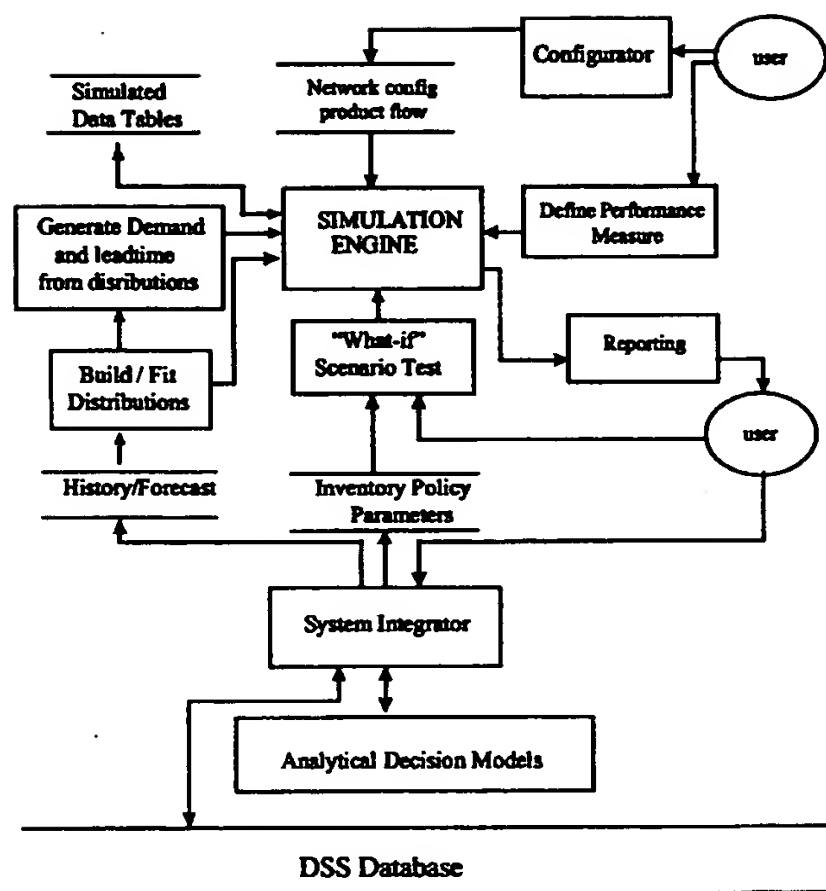 Configurator
user
Simulated
Data Tables
Network config
product flow
Generate Demand
and leadtime
from disributions
SIMULATION
ENGINE
Define Performance
Measure
"What-if"
Scenario Test
Reporting
Build / Fit
Distributions
user
History/Forecast
Inventory Policy
Parameters
System Integrator
Analytical Decision Models
DSS Database